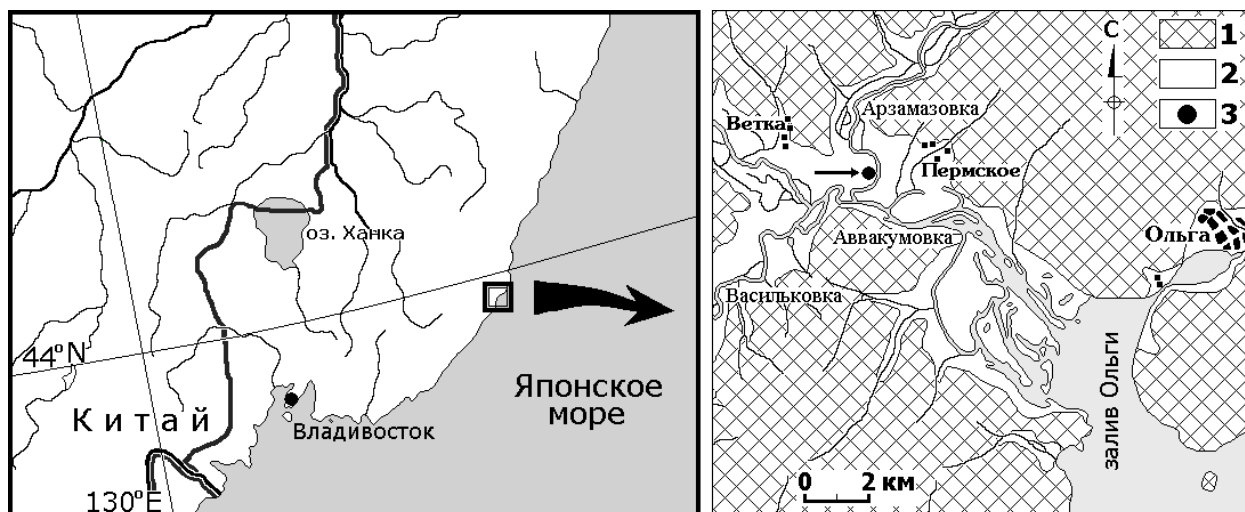 оз. Ханка
44°N
Японское
море
Китай
Владивосток
130°E
С
1
2
3
Арзамазовка
Ветка
Пермское
Ольга
Аввакумовка
Васильковка
залив Ольги
0 2 км